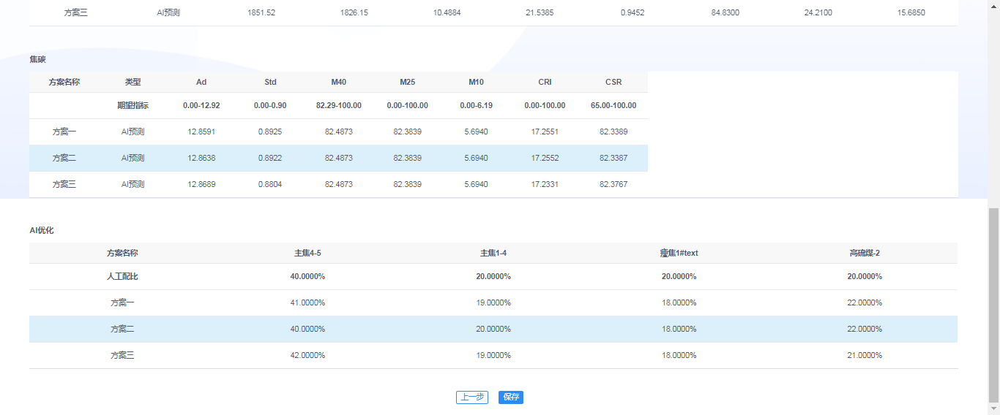 方案三 AI预测 1851.52 1826.15 10.4884 21.5385 0.9452 84.8300 24.2100 15.6850
焦碳
方案名称 类型 Ad Std M40 M25 M10 CRI CSR
期望指标 0.00-12.92 0.00-0.90 82.29-100.00 0.00-100.00 0.00-6.19 0.00-100.00 65.00-100.00
方案一 AI预测 12.8591 0.8925 82.4873 82.3839 5.6940 17.2551 82.3389
方案二 AI预测 12.8638 0.8922 82.4873 82.3839 5.6940 17.2552 82.3387
方案三 AI预测 12.8689 0.8804 82.4873 82.3839 5.6940 17.2331 82.3767
AI优化
方案名称 主焦4-5 主焦1-4 瘦焦1#text 高硫煤-2
人工配比 40.0000% 20.0000% 20.0000% 20.0000%
方案一 41.0000% 19.0000% 18.0000% 22.0000%
方案二 40.0000% 20.0000% 18.0000% 22.0000%
方案三 42.0000% 19.0000% 18.0000% 21.0000%
上一步 保存